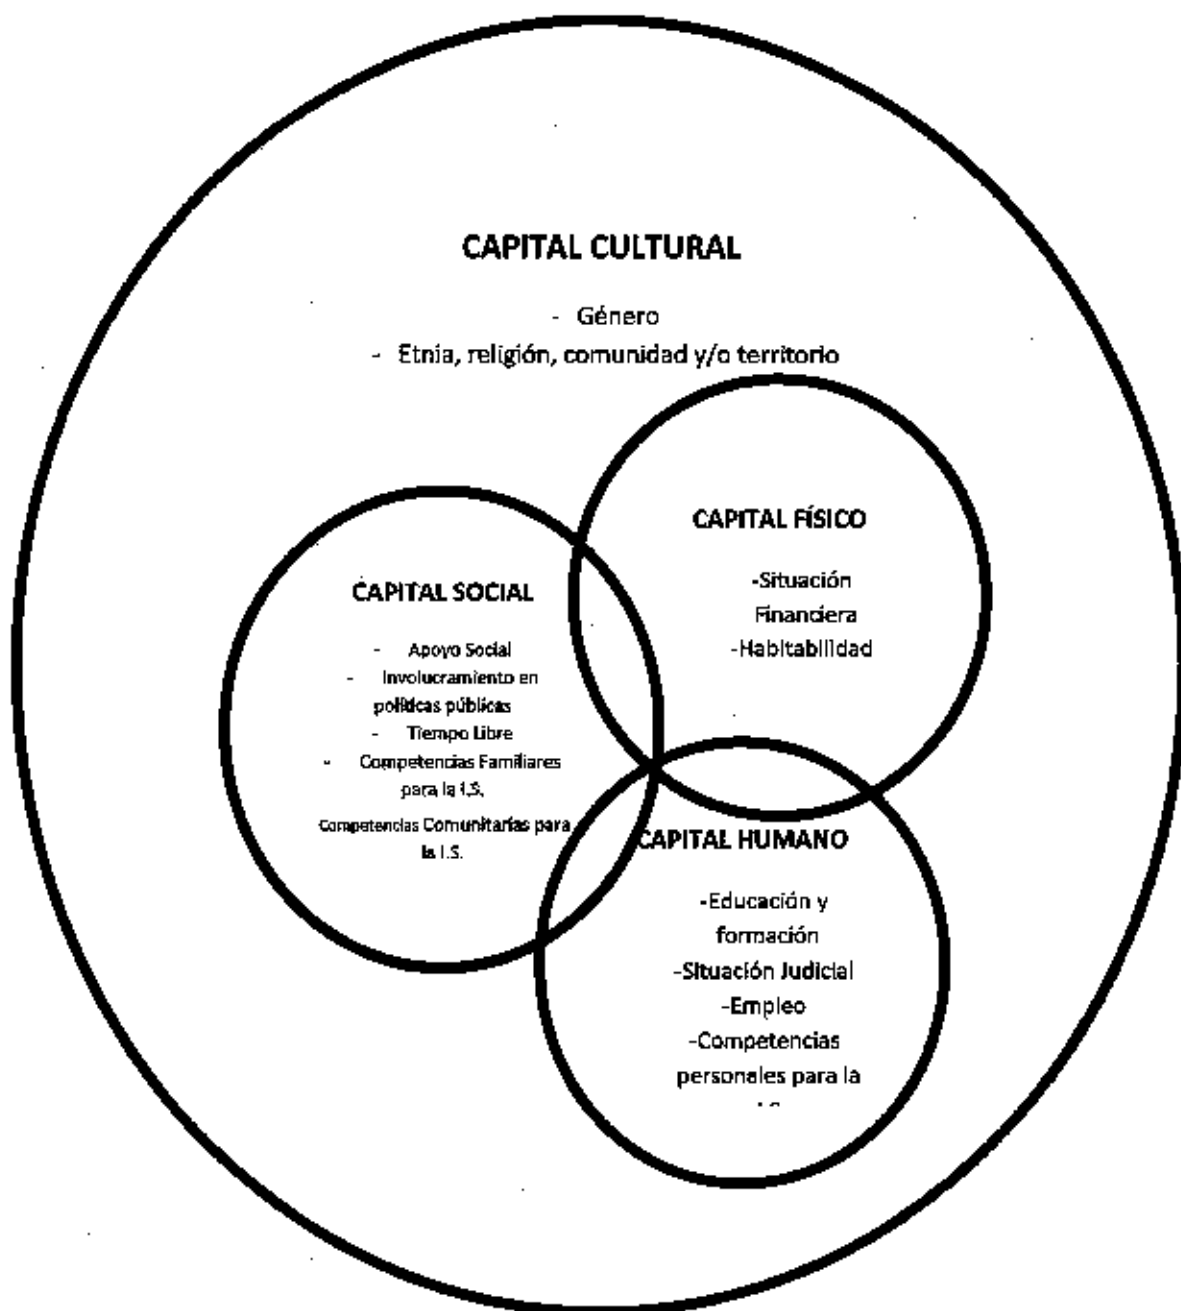 CAPITAL CULTURAL
- Género
- Etnia, religión, comunidad y/o territorio
CAPITAL FÍSICO
-Situación
Financiera
-Habitabilidad
CAPITAL SOCIAL
- Apoyo Social
- Involucramiento en
políticas públicas
- Tiempo Libre
- Competencias Familiares
para la I.S.
Competencias Comunitarias para
la I.S.
CAPITAL HUMANO
-Educación y
formación
-Situación Judicial
-Empleo
-Competencias
personales para la